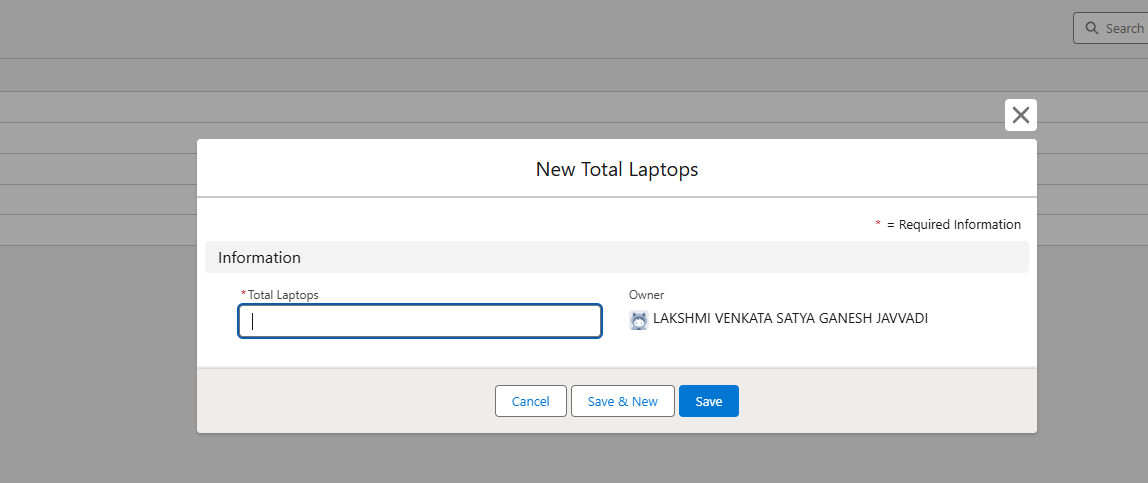 Search
New Total Laptops
* = Required Information
Information
*Total Laptops
Owner
LAKSHMI VENKATA SATYA GANESH JAVVADI
Cancel
Save & New
Save